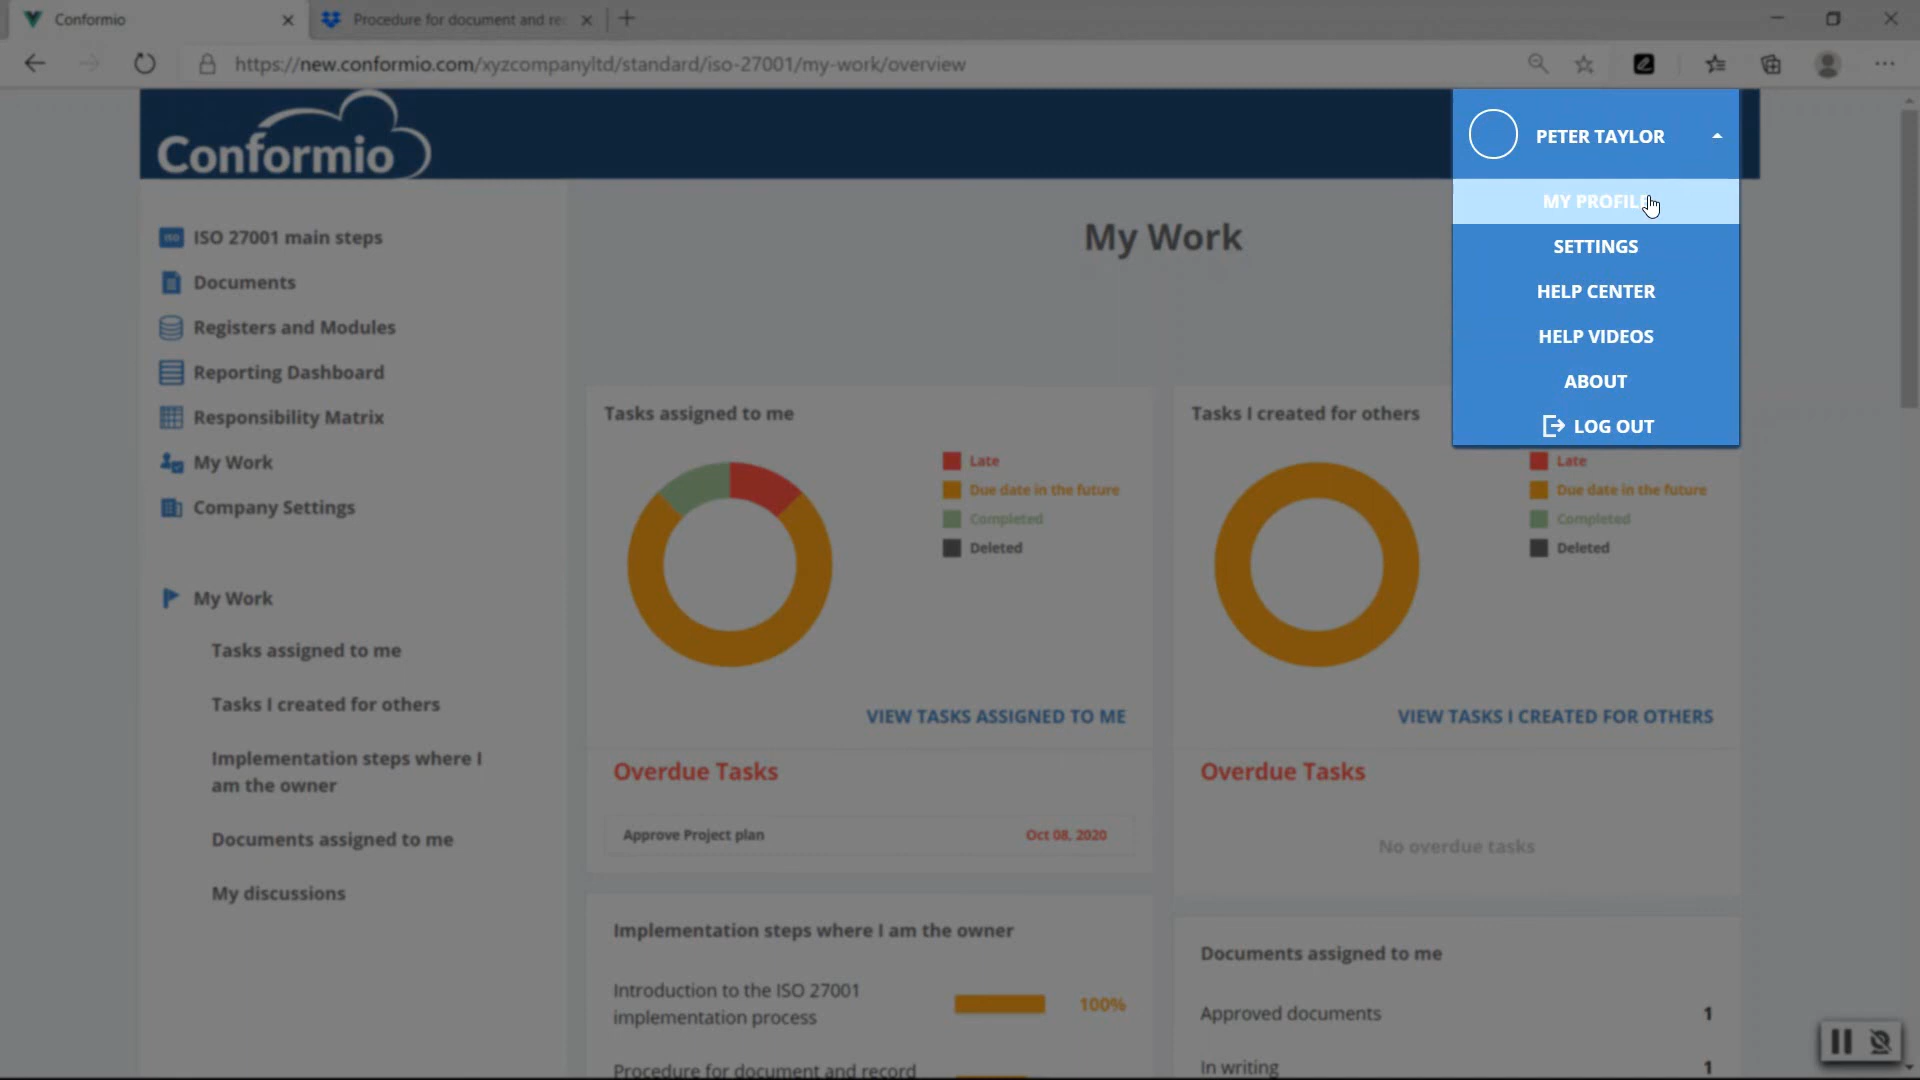 Conformio
Procedure for document and re
https://new.conformio.com/xyzcompanyltd/standard/iso-27001/my-work/overview
Conformio
PETER TAYLOR
MY PROFILE
SETTINGS
HELP CENTER
HELP VIDEOS
ABOUT
LOG OUT
ISO ISO 27001 main steps
Documents
Registers and Modules
Reporting Dashboard
Responsibility Matrix
My Work
Company Settings
My Work
Tasks assigned to me
Tasks I created for others
Implementation steps where I
am the owner
Documents assigned to me
My discussions
My Work
Tasks assigned to me
Late
Due date in the future
Completed
Deleted
VIEW TASKS ASSIGNED TO ME
Overdue Tasks
Approve Project plan Oct 08, 2020
Tasks I created for others
Late
Due date in the future
Completed
Deleted
VIEW TASKS I CREATED FOR OTHERS
Overdue Tasks
No overdue tasks
Implementation steps where I am the owner
Introduction to the ISO 27001
implementation process
100%
Procedure for document and record
Documents assigned to me
Approved documents 1
In writing 1